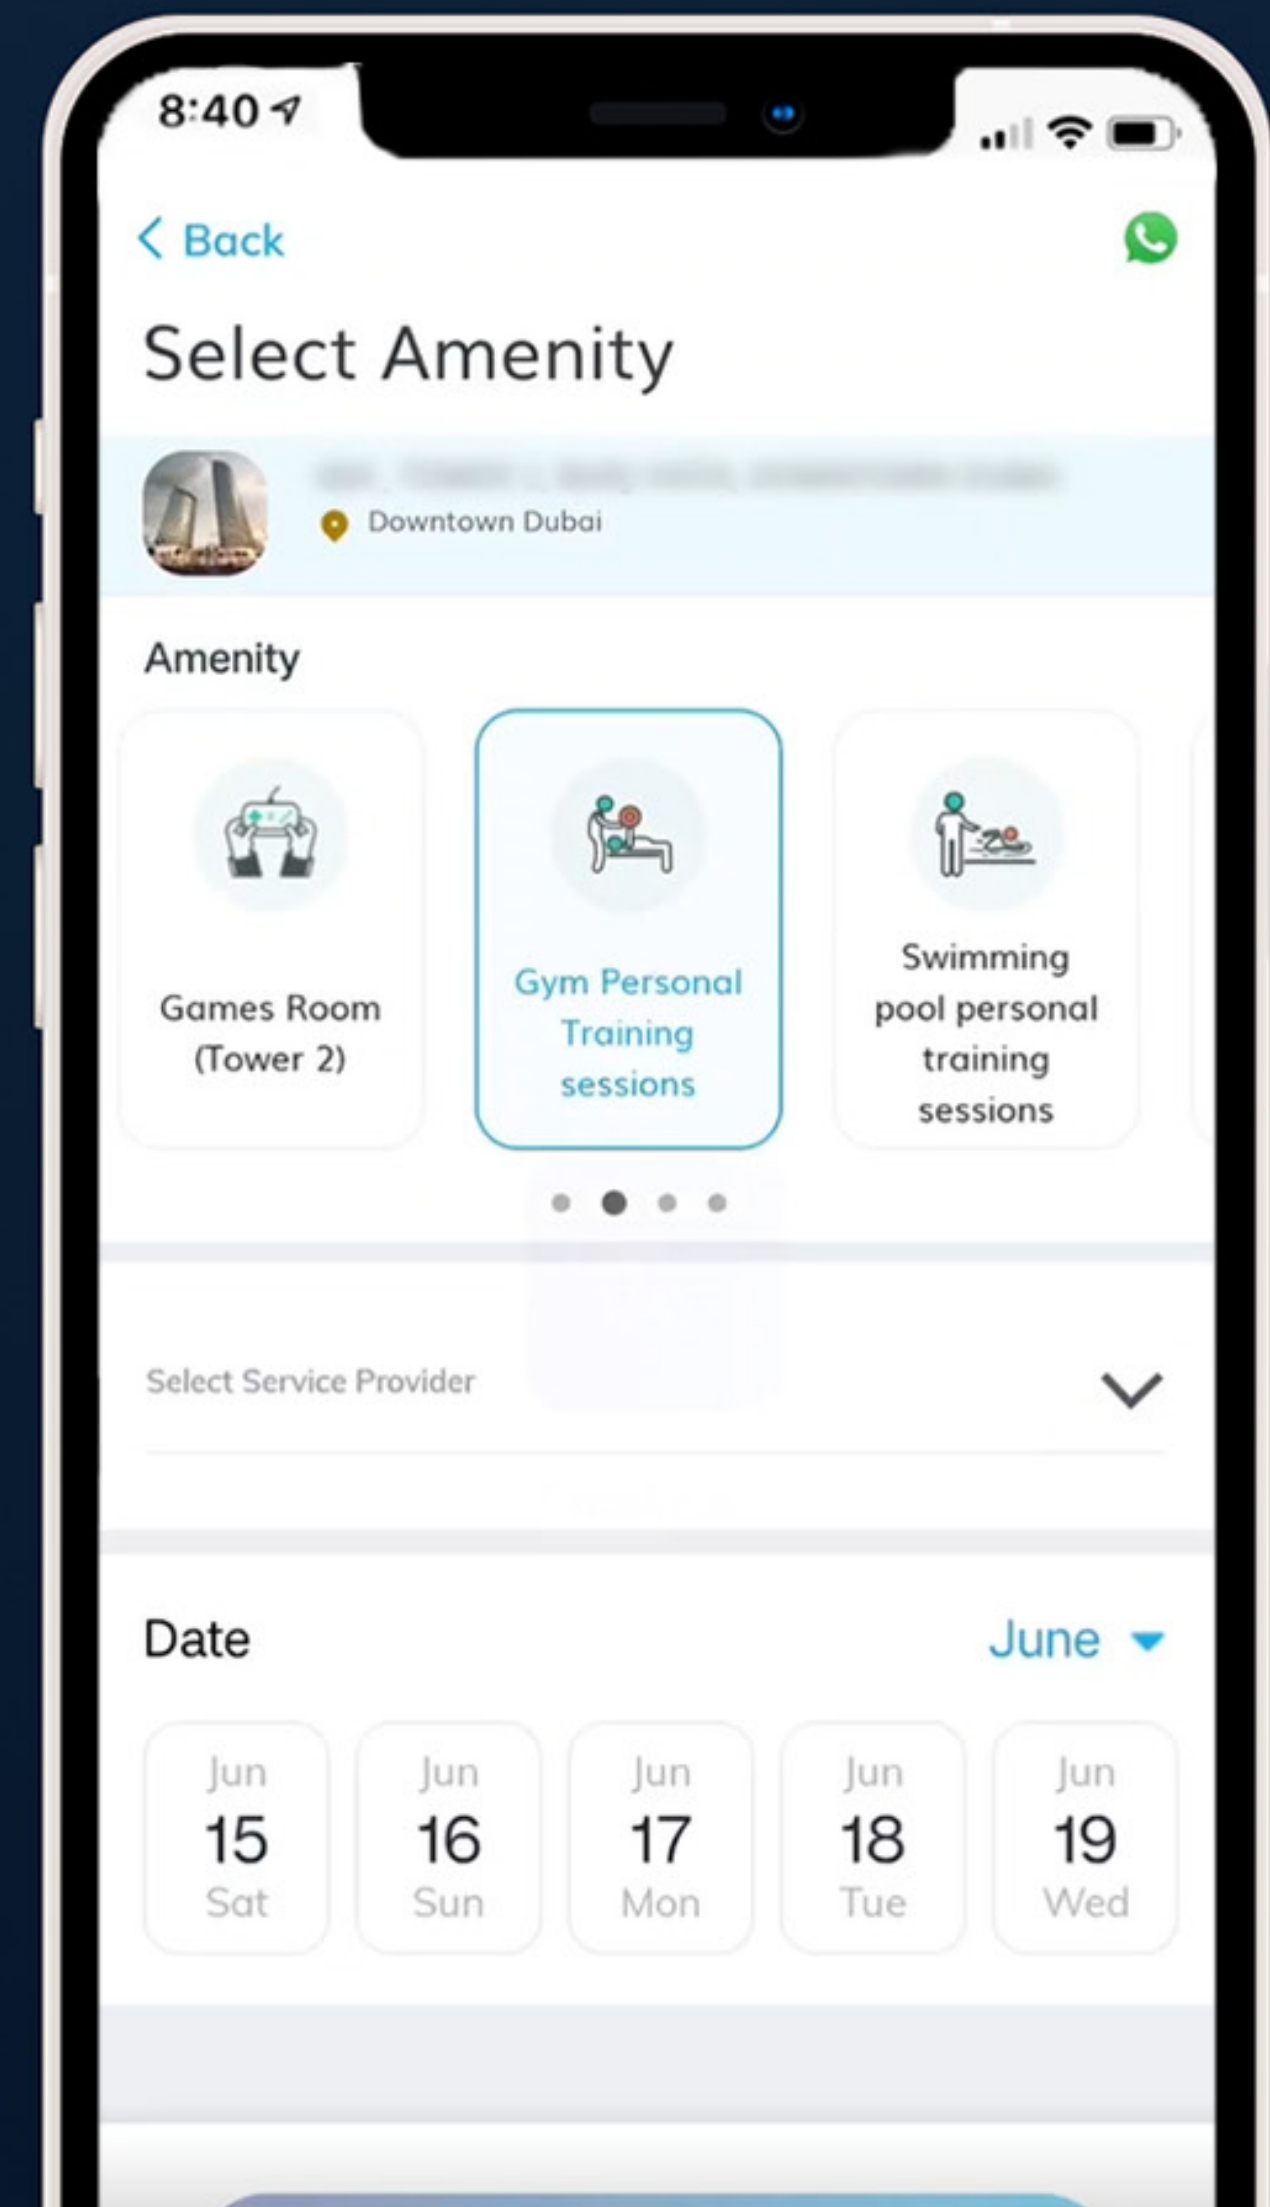 8:40
Back
Select Amenity
Downtown Dubai
Amenity
Games Room
(Tower 2)
Gym Personal
Training
sessions
Swimming
pool personal
training
sessions
Select Service Provider
Date
June
Jun
15
Sat
Jun
16
Sun
Jun
17
Mon
Jun
18
Tue
Jun
19
Wed